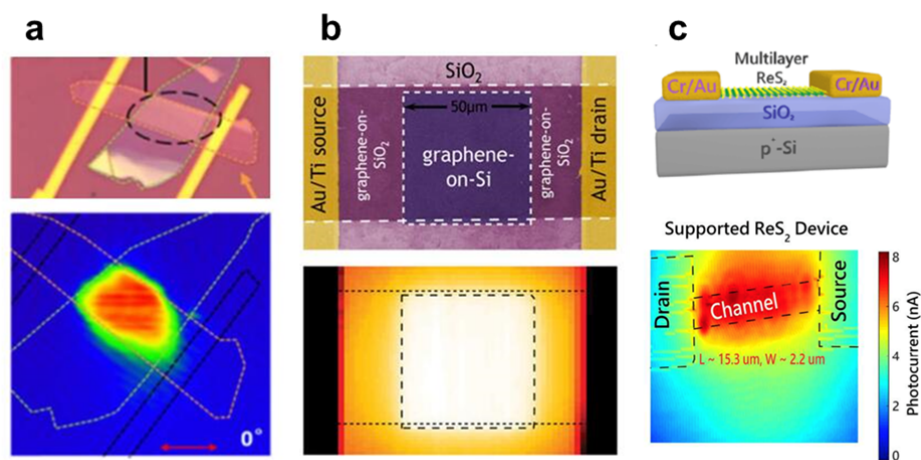 a
b
c
SiO₂
Au/Ti source
graphene-on-
SiO₂
50µm
graphene-
on-Si
graphene-on-
SiO₂
Au/Ti drain
0°
Multilayer
ReS₂
Cr/Au
Cr/Au
SiO₂
p⁺-Si
Supported ReS₂ Device
Drain
Channel
Source
L ~ 15.3 um, W ~ 2.2 um
8
6
4
2
0
Photocurrent (nA)